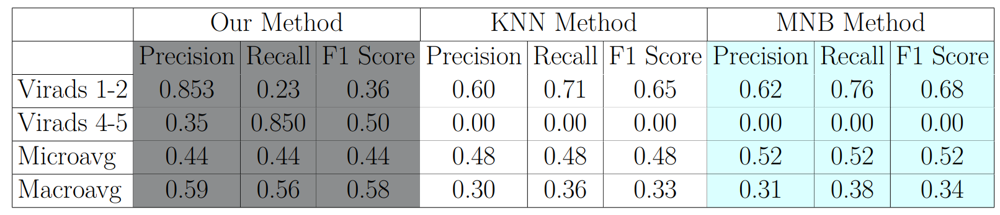 Our Method KNN Method MNB Method
Precision Recall F1 Score Precision Recall F1 Score Precision Recall F1 Score
Virads 1-2 0.853 0.23 0.36 0.60 0.71 0.65 0.62 0.76 0.68
Virads 4-5 0.35 0.850 0.50 0.00 0.00 0.00 0.00 0.00 0.00
Microavg 0.44 0.44 0.44 0.48 0.48 0.48 0.52 0.52 0.52
Macroavg 0.59 0.56 0.58 0.30 0.36 0.33 0.31 0.38 0.34